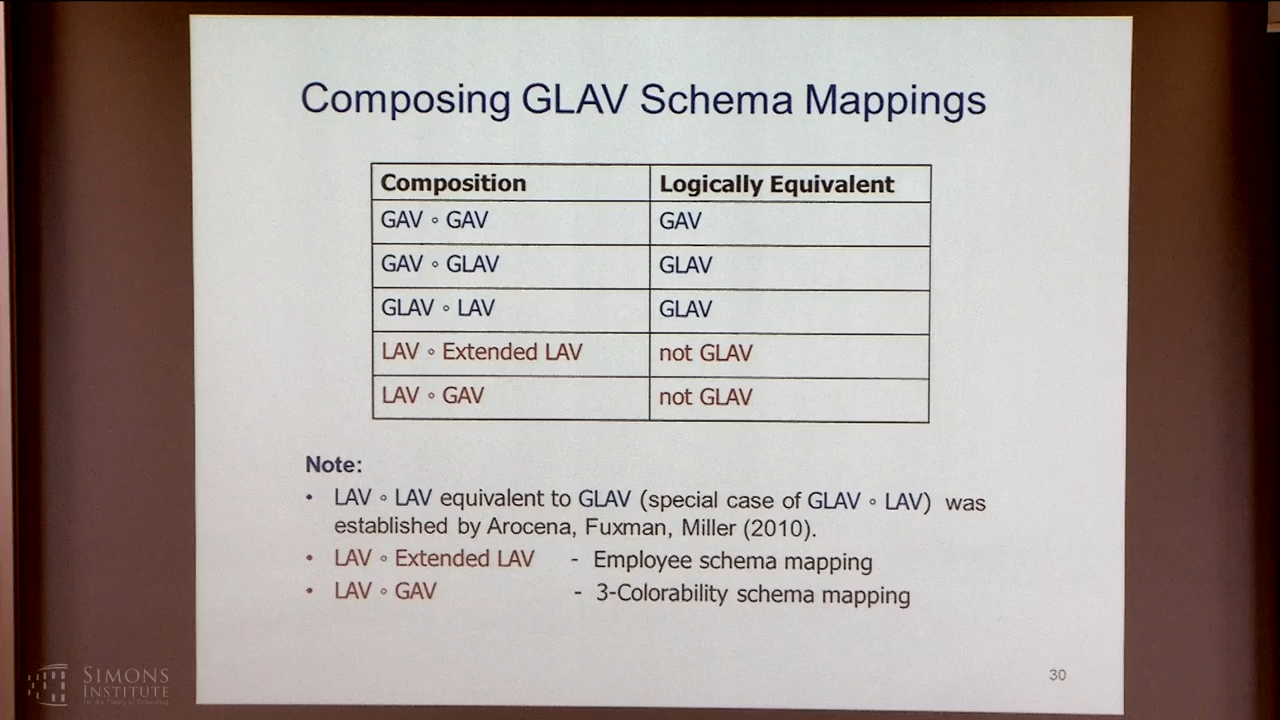 Composing GLAV Schema Mappings
Composition Logically Equivalent
GAV ∘ GAV GAV
GAV ∘ GLAV GLAV
GLAV ∘ LAV GLAV
LAV ∘ Extended LAV not GLAV
LAV ∘ GAV not GLAV
Note:
• LAV ∘ LAV equivalent to GLAV (special case of GLAV ∘ LAV) was
established by Arocena, Fuxman, Miller (2010).
• LAV ∘ Extended LAV - Employee schema mapping
• LAV ∘ GAV - 3-Colorability schema mapping
30
SIMONS
INSTITUTE